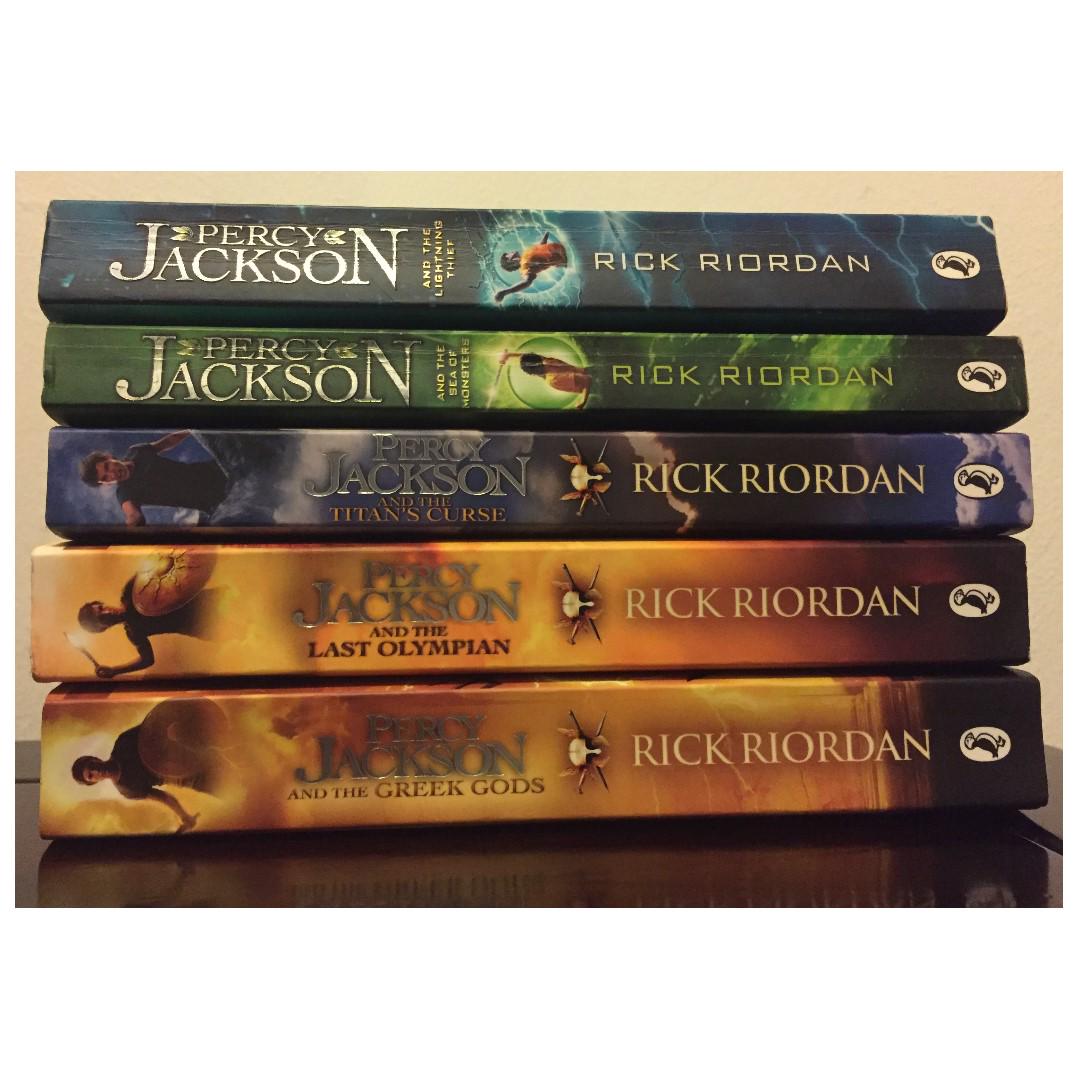 PERCY
JACKSON
AND THE
LIGHTNING
THIEF
RICK RIORDAN
PERCY
JACKSON
AND THE
SEA OF
MONSTERS
RICK RIORDAN
PERCY
JACKSON
AND THE
TITAN'S CURSE
RICK RIORDAN
PERCY
JACKSON
AND THE
LAST OLYMPIAN
RICK RIORDAN
PERCY
JACKSON
AND THE GREEK GODS
RICK RIORDAN